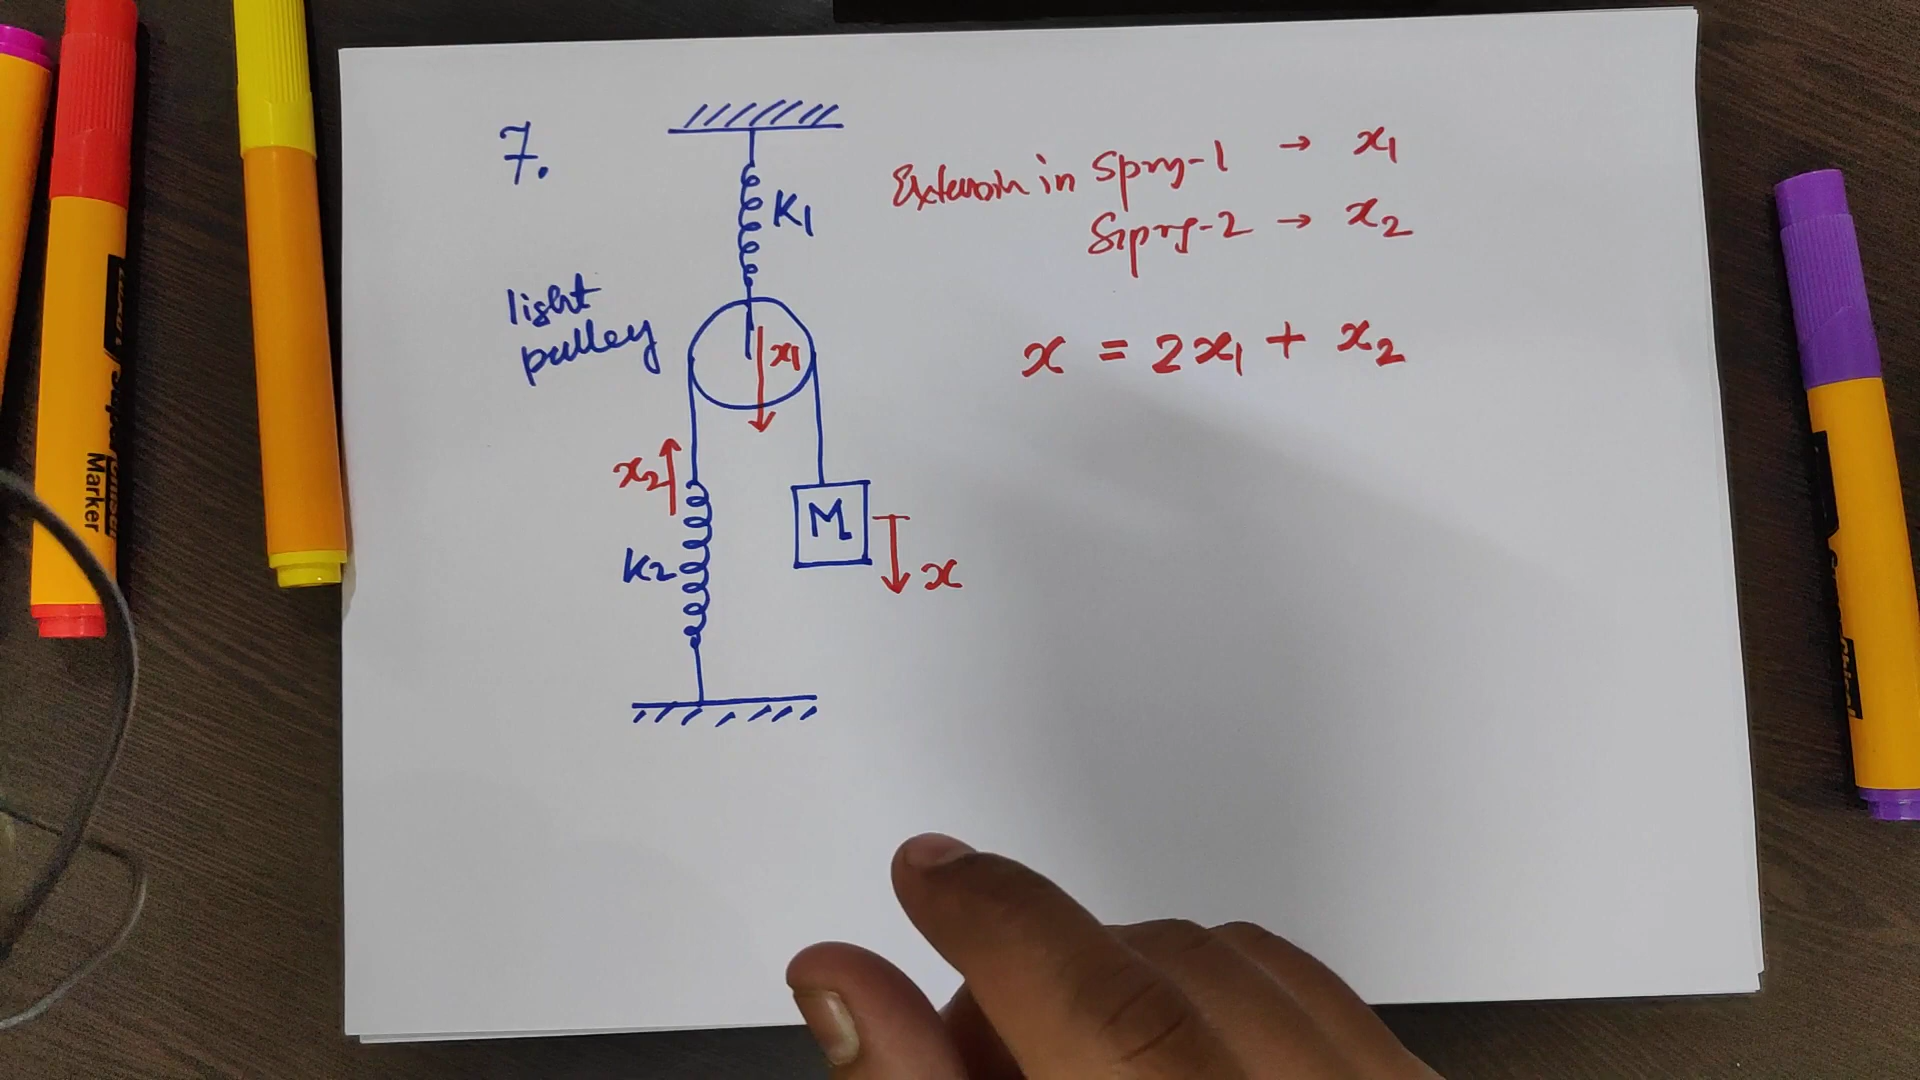 7.
K1
Extension in Spring-1 → x1
Spring-2 → x2
light
pulley
x1
x = 2x1 + x2
x2
M
K2
x
Marker